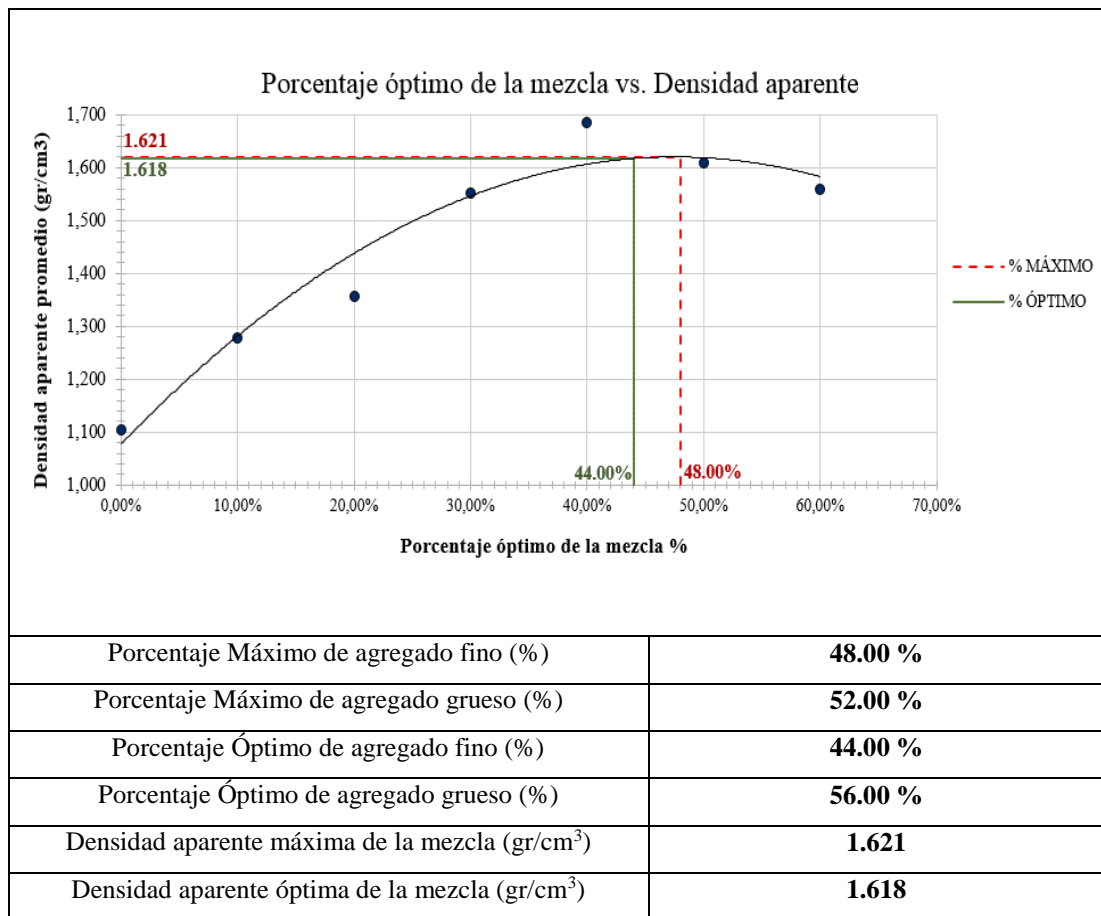 Porcentaje óptimo de la mezcla vs. Densidad aparente
Densidad aparente promedio (gr/cm3)
1,700
1,600
1,500
1,400
1,300
1,200
1,100
1,000
1.621
1.618
44.00%
48.00%
0,00%
10,00%
20,00%
30,00%
40,00%
50,00%
60,00%
70,00%
Porcentaje óptimo de la mezcla %
% MÁXIMO
% ÓPTIMO
Porcentaje Máximo de agregado fino (%) 48.00 %
Porcentaje Máximo de agregado grueso (%) 52.00 %
Porcentaje Óptimo de agregado fino (%) 44.00 %
Porcentaje Óptimo de agregado grueso (%) 56.00 %
Densidad aparente máxima de la mezcla (gr/cm³) 1.621
Densidad aparente óptima de la mezcla (gr/cm³) 1.618